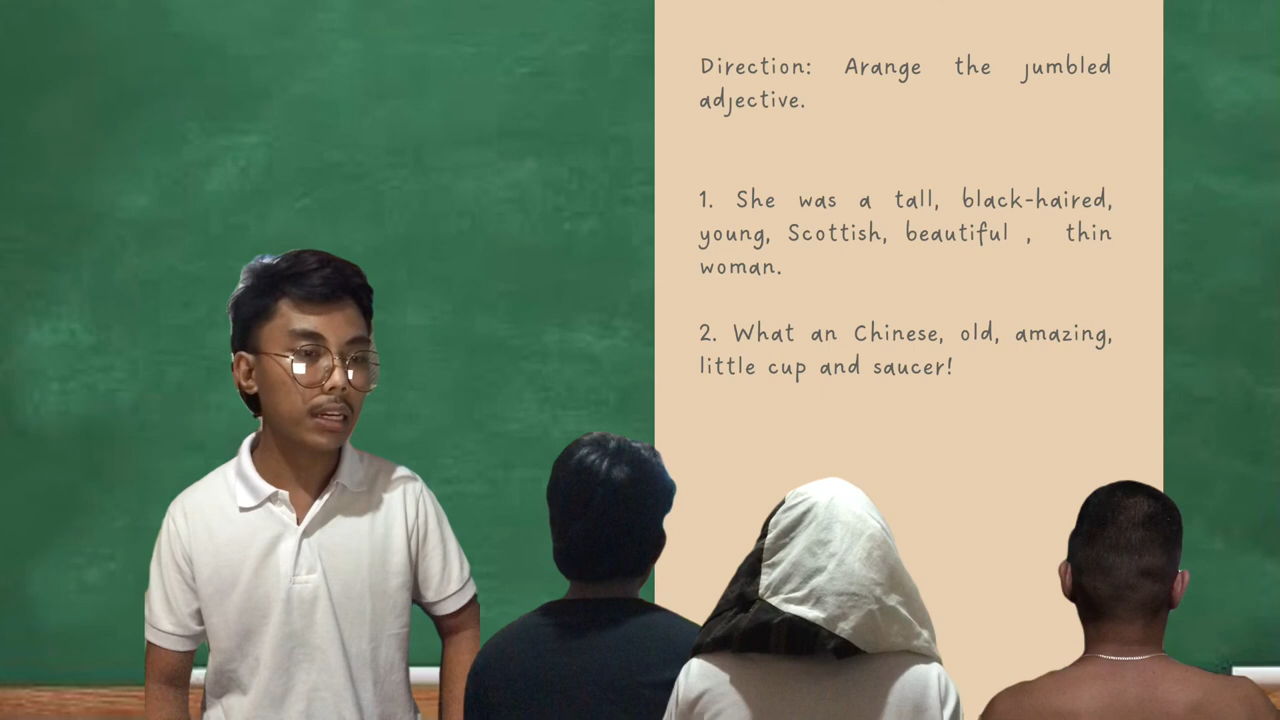 Direction: Arange the jumbled
adjective.
1. She was a tall, black-haired,
young, Scottish, beautiful , thin
woman.
2. What an Chinese, old, amazing,
little cup and saucer!